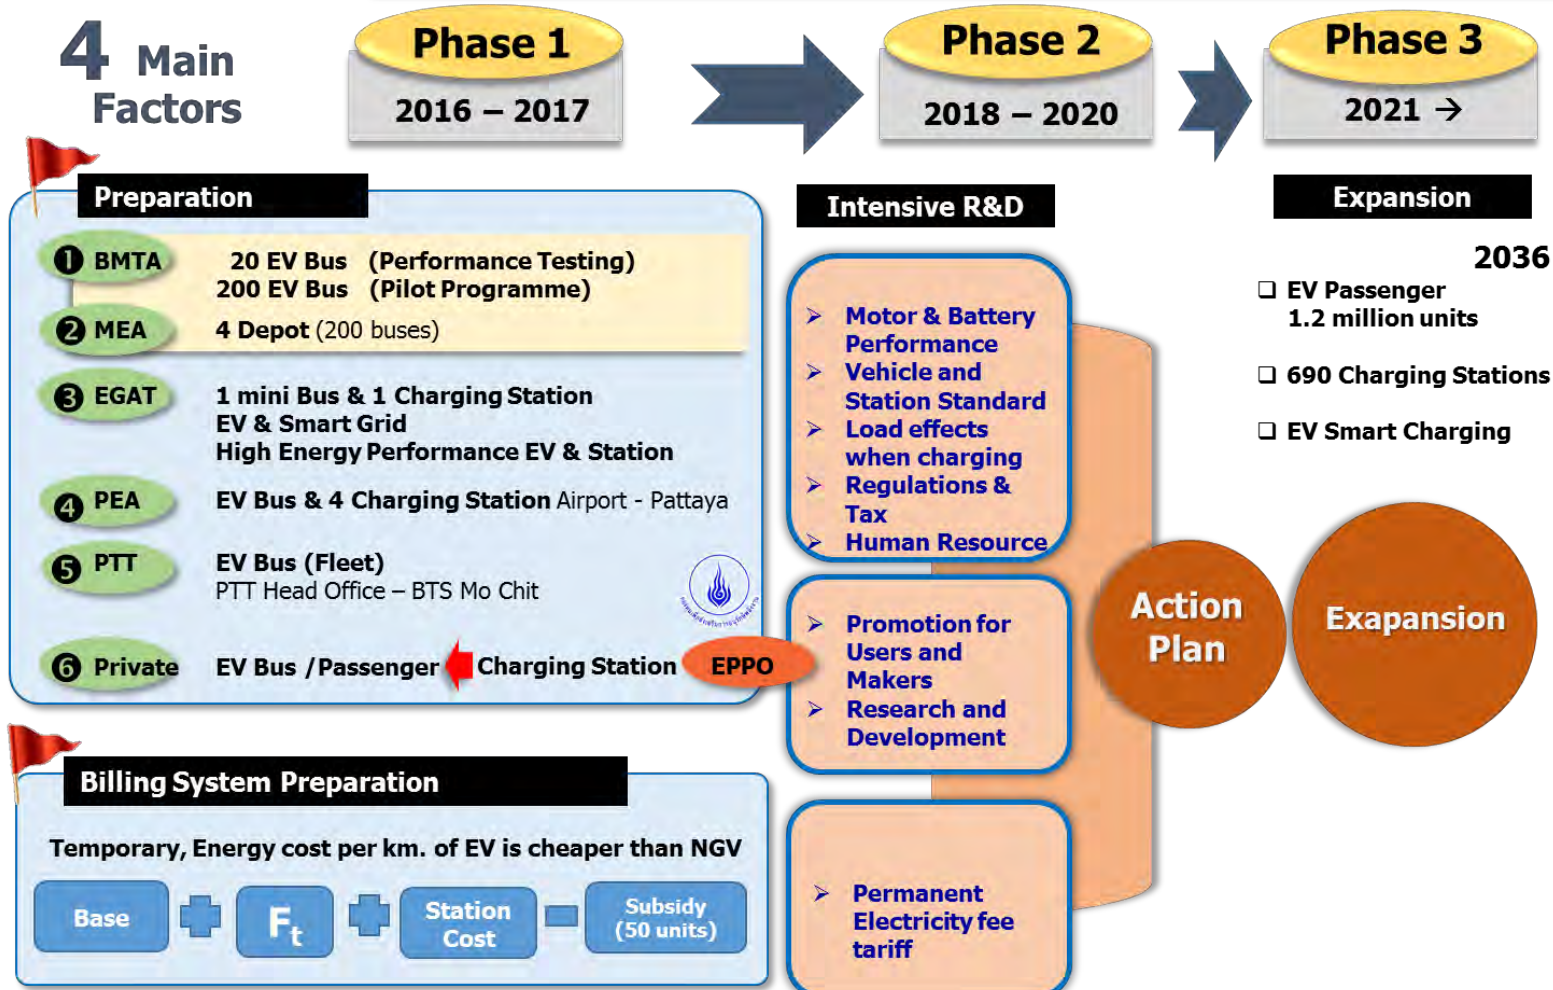 4 Main
Factors
Phase 1
2016 – 2017
Phase 2
2018 – 2020
Phase 3
2021 →
Preparation
❶ BMTA
20 EV Bus (Performance Testing)
200 EV Bus (Pilot Programme)
❷ MEA
4 Depot (200 buses)
❸ EGAT
1 mini Bus & 1 Charging Station
EV & Smart Grid
High Energy Performance EV & Station
❹ PEA
EV Bus & 4 Charging Station Airport - Pattaya
❺ PTT
EV Bus (Fleet)
PTT Head Office – BTS Mo Chit
❻ Private
EV Bus /Passenger
Charging Station
EPPO
Billing System Preparation
Temporary, Energy cost per km. of EV is cheaper than NGV
Base
Ft
Station
Cost
Subsidy
(50 units)
Intensive R&D
➢ Motor & Battery
Performance
➢ Vehicle and
Station Standard
➢ Load effects
when charging
➢ Regulations &
Tax
➢ Human Resource
➢ Promotion for
Users and
Makers
➢ Research and
Development
➢ Permanent
Electricity fee
tariff
Action
Plan
Expansion
2036
❑ EV Passenger
1.2 million units
❑ 690 Charging Stations
❑ EV Smart Charging
Exapansion